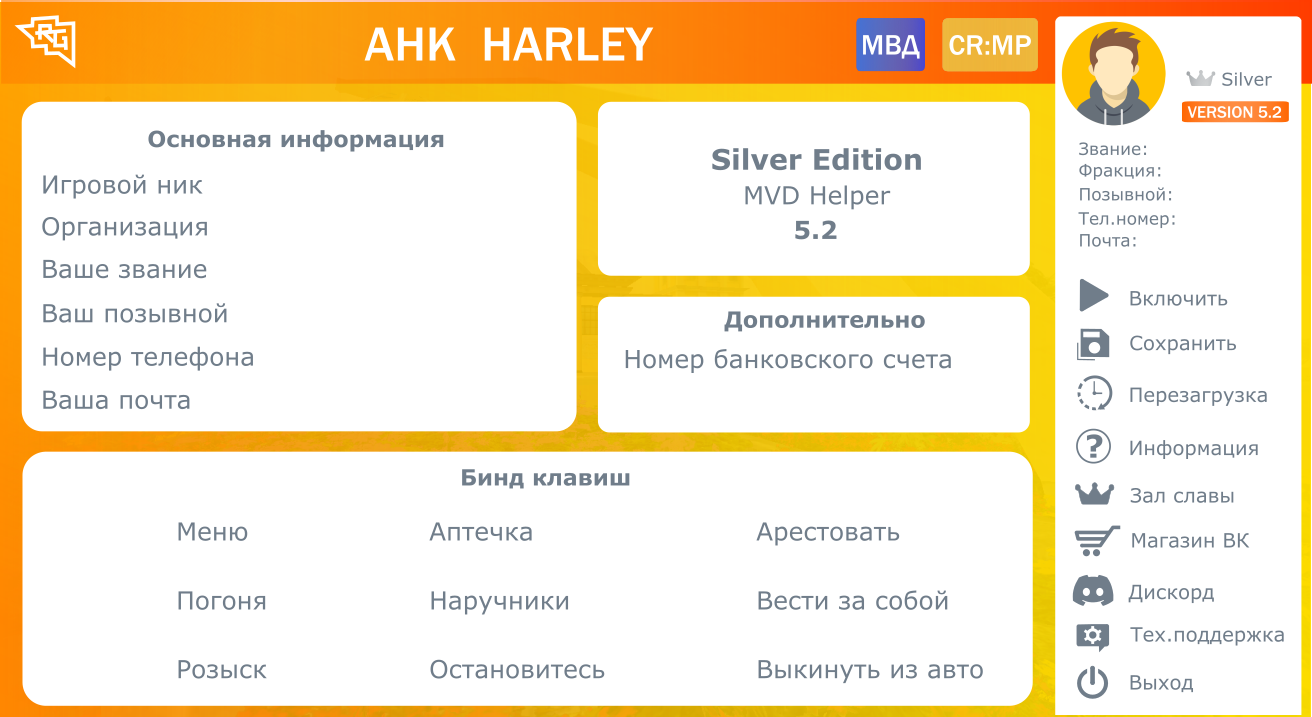 RG
АНК HARLEY
МВД
CR:MP
Silver
VERSION 5.2
Звание:
Фракция:
Позывной:
Тел.номер:
Почта:
Основная информация
Игровой ник
Организация
Ваше звание
Ваш позывной
Номер телефона
Ваша почта
Silver Edition
MVD Helper
5.2
Дополнительно
Номер банковского счета
Бинд клавиш
Меню
Аптечка
Арестовать
Погоня
Наручники
Вести за собой
Розыск
Остановитесь
Выкинуть из авто
Включить
Сохранить
Перезагрузка
Информация
Зал славы
Магазин ВК
Дискорд
Тех.поддержка
Выход